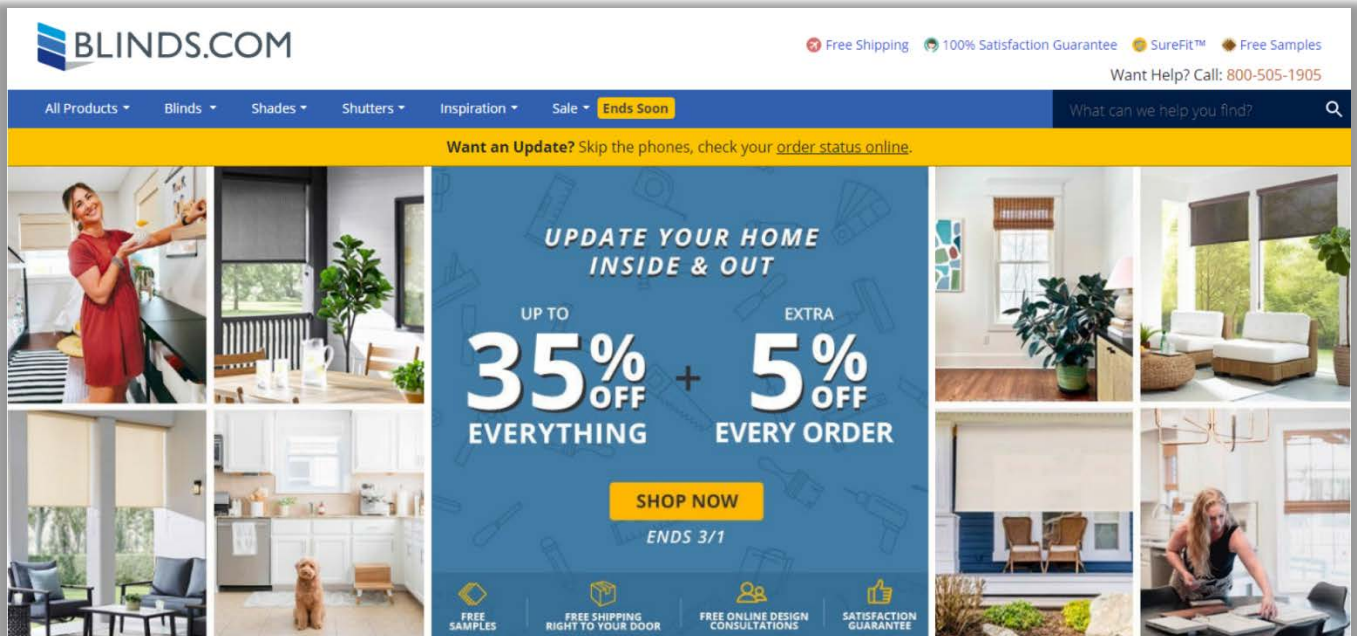 BLINDS.COM
Free Shipping 100% Satisfaction Guarantee SureFit™ Free Samples
Want Help? Call: 800-505-1905
All Products Blinds Shades Shutters Inspiration Sale Ends Soon What can we help you find?
Want an Update? Skip the phones, check your order status online.
UPDATE YOUR HOME
INSIDE & OUT
UP TO
35% OFF
EVERYTHING
+
EXTRA
5% OFF
EVERY ORDER
SHOP NOW
ENDS 3/1
FREE
SAMPLES
FREE SHIPPING
RIGHT TO YOUR DOOR
FREE ONLINE DESIGN
CONSULTATIONS
SATISFACTION
GUARANTEE